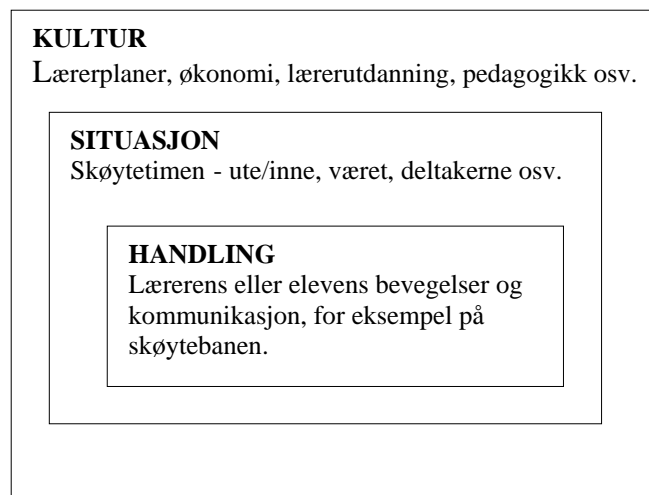 KULTUR
Lærerplaner, økonomi, lærerutdanning, pedagogikk osv.
SITUASJON
Skøytetimen - ute/inne, været, deltakerne osv.
HANDLING
Lærerens eller elevens bevegelser og
kommunikasjon, for eksempel på
skøytebanen.